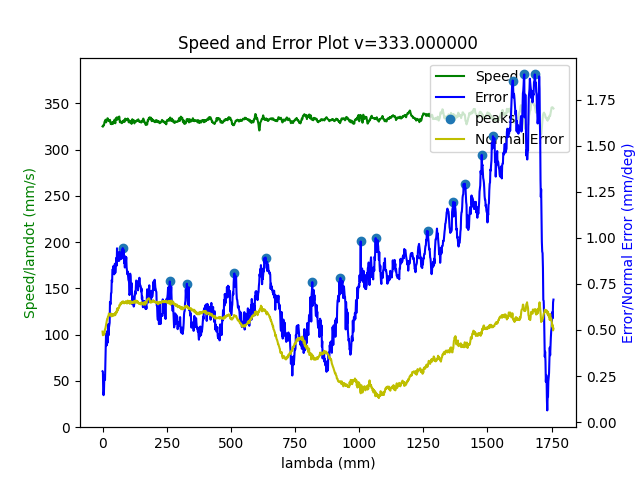 Speed and Error Plot v=333.000000
Speed
Error
peaks
Normal Error
Speed/lamdot (mm/s)
350
300
250
200
150
100
50
0
1.75
1.50
1.25
1.00
0.75
0.50
0.25
0.00
Error/Normal Error (mm/deg)
0 250 500 750 1000 1250 1500 1750
lambda (mm)